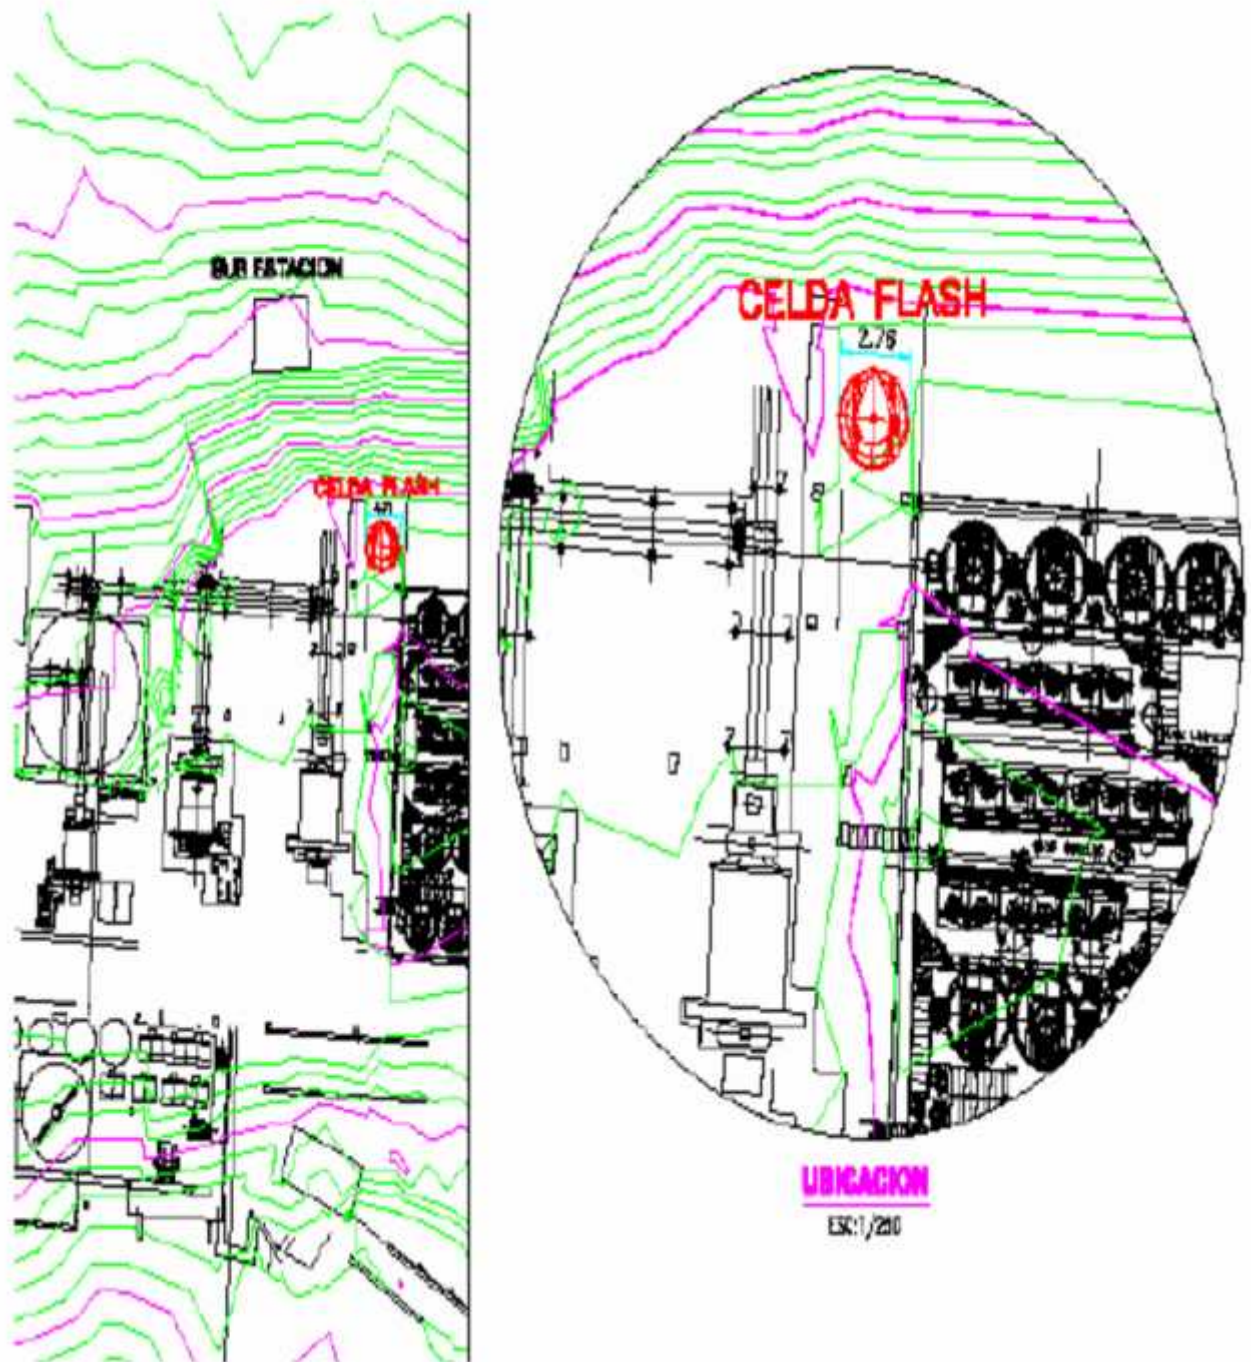 SUB ESTACION
CELDA FLASH
CELDA FLASH
2.76
UBICACION
ESC:1/200